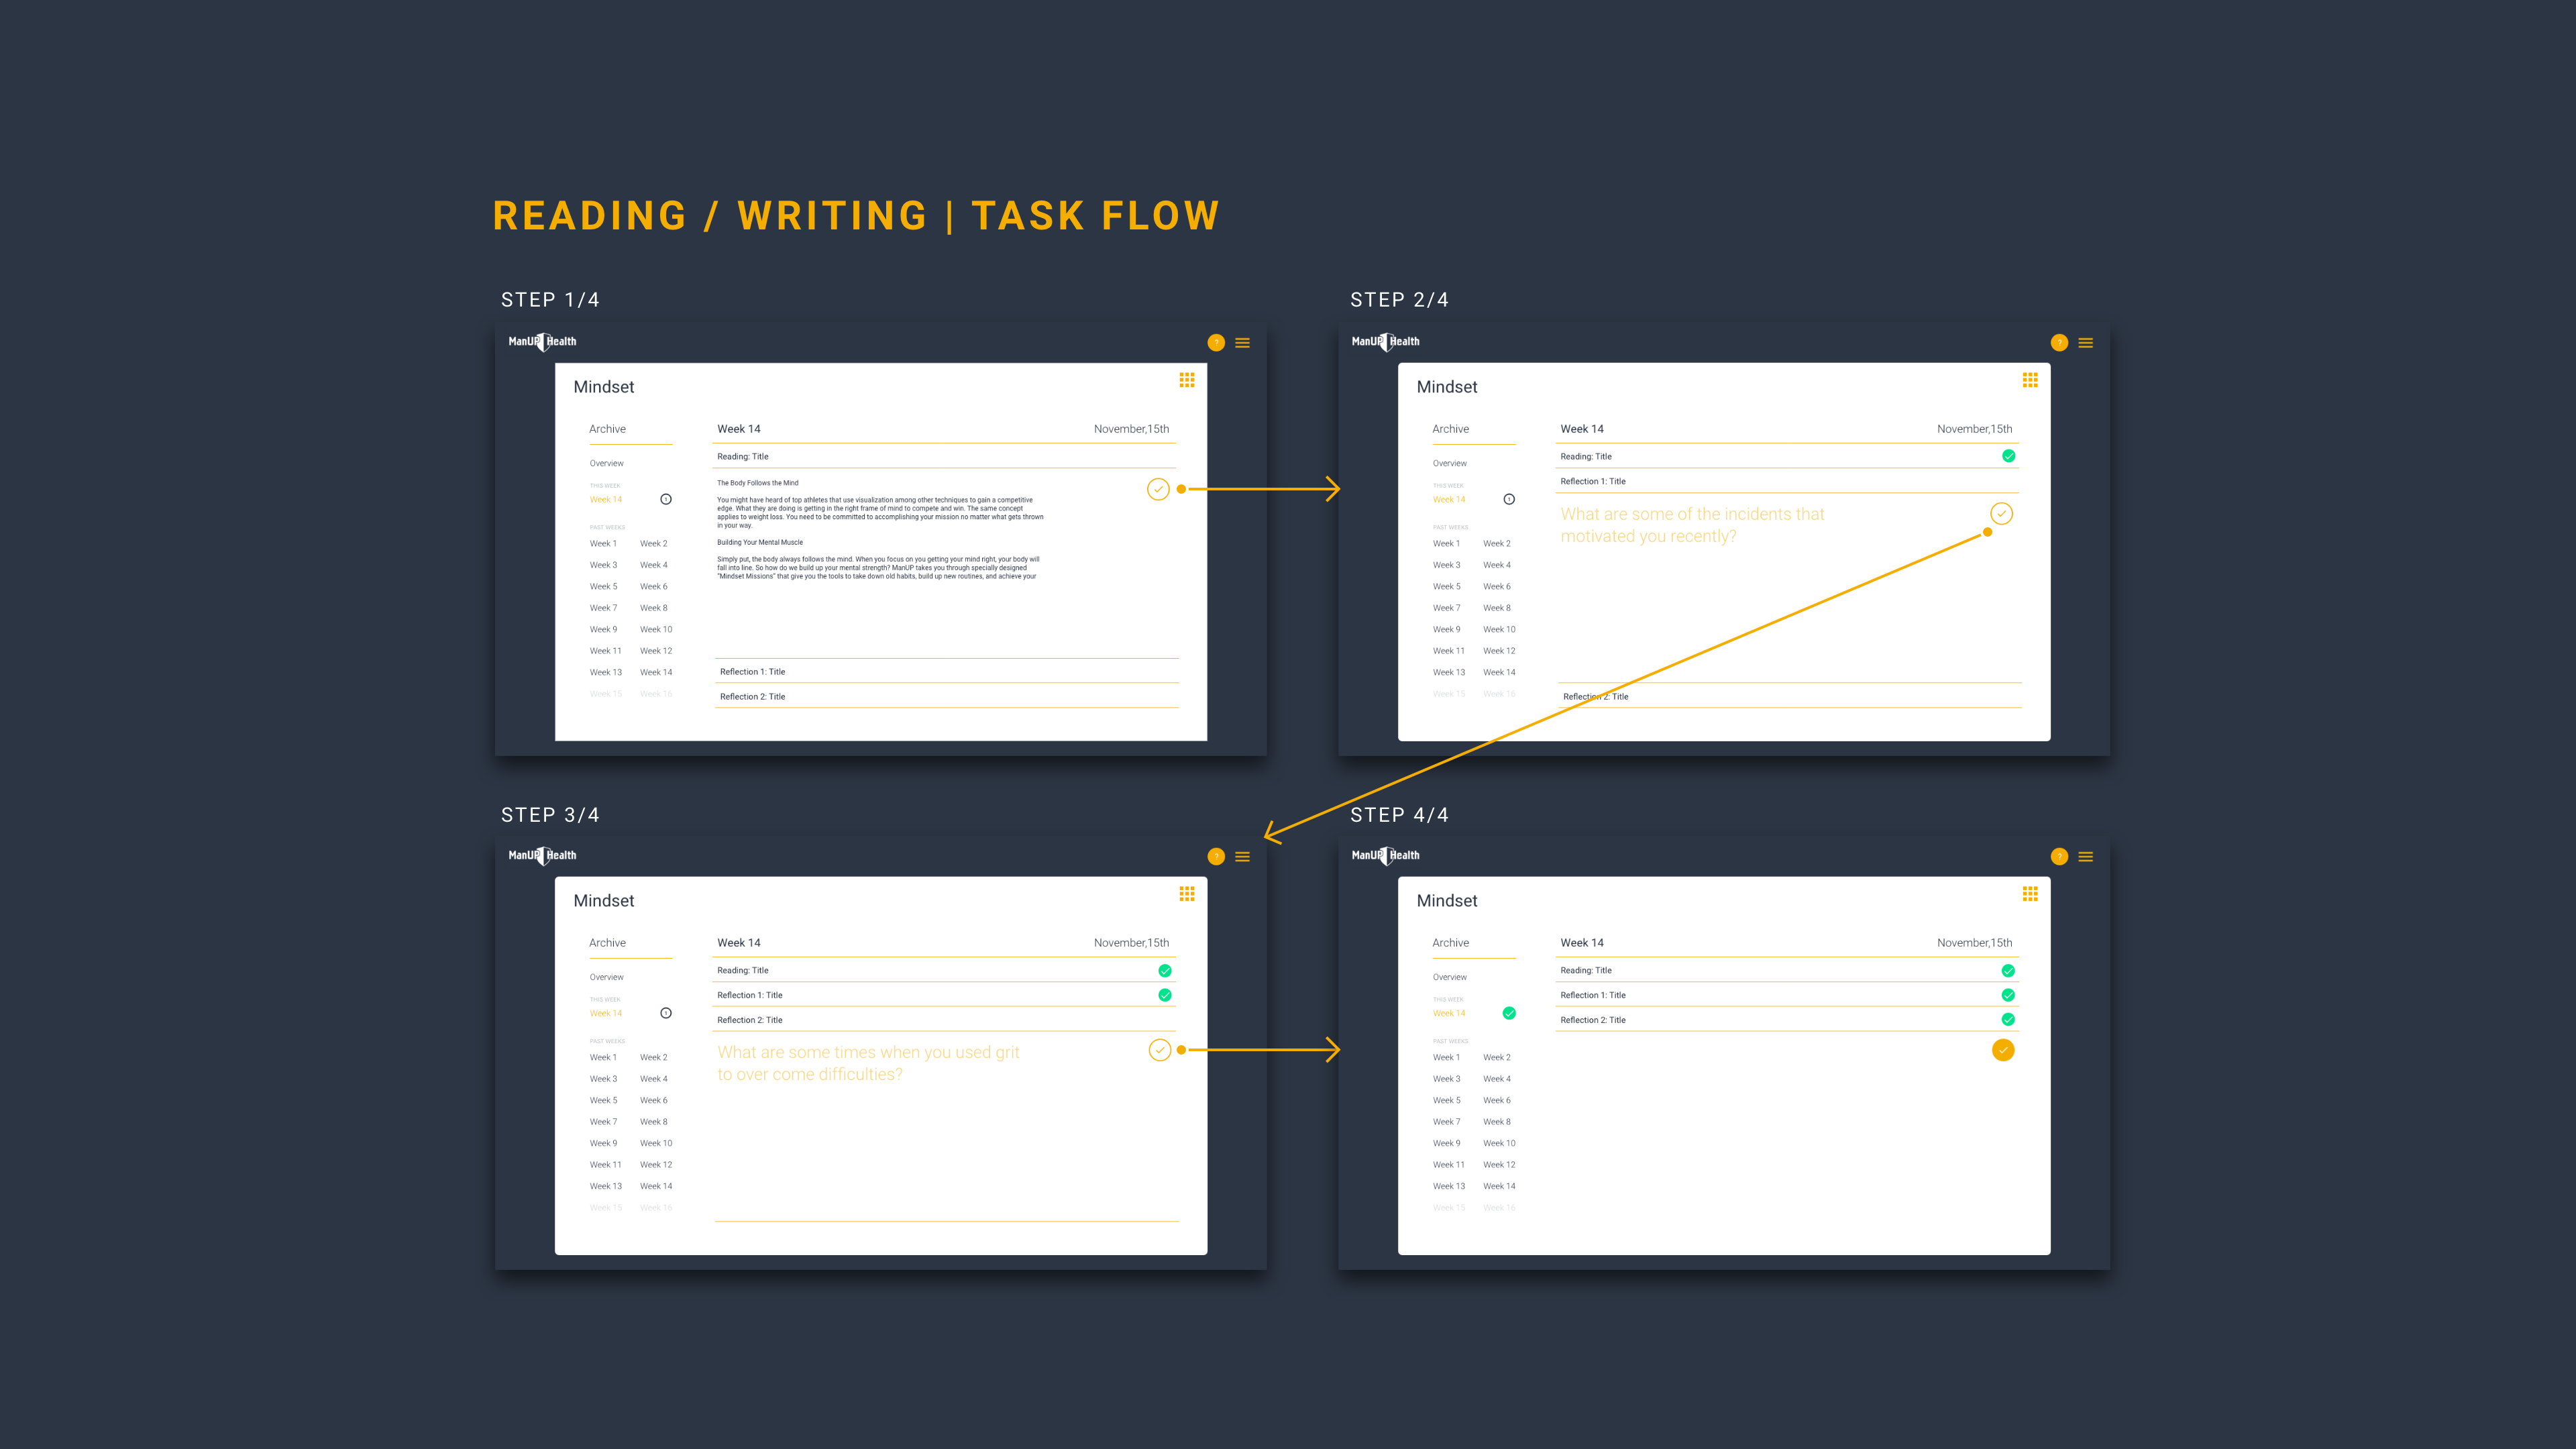 READING / WRITING | TASK FLOW
STEP 1/4
ManUP Health
?
Mindset
Archive
Overview
THIS WEEK
Week 14
1
PAST WEEKS
Week 1 Week 2
Week 3 Week 4
Week 5 Week 6
Week 7 Week 8
Week 9 Week 10
Week 11 Week 12
Week 13 Week 14
Week 15 Week 16
Week 14 November,15th
Reading: Title
The Body Follows the Mind
You might have heard of top athletes that use visualization among other techniques to gain a competitive
edge. What they are doing is getting in the right frame of mind to compete and win. The same concept
applies to weight loss. You need to be committed to accomplishing your mission no matter what gets thrown
in your way.
Building Your Mental Muscle
Simply put, the body always follows the mind. When you focus on you getting your mind right, your body will
fall into line. So how do we build up your mental strength? ManUP takes you through specially designed
"Mindset Missions" that give you the tools to take down old habits, build up new routines, and achieve your
Reflection 1: Title
Reflection 2: Title
STEP 2/4
ManUP Health
?
Mindset
Archive
Overview
THIS WEEK
Week 14
1
PAST WEEKS
Week 1 Week 2
Week 3 Week 4
Week 5 Week 6
Week 7 Week 8
Week 9 Week 10
Week 11 Week 12
Week 13 Week 14
Week 15 Week 16
Week 14 November,15th
Reading: Title
Reflection 1: Title
What are some of the incidents that
motivated you recently?
Reflection 2: Title
STEP 3/4
ManUP Health
?
Mindset
Archive
Overview
THIS WEEK
Week 14
1
PAST WEEKS
Week 1 Week 2
Week 3 Week 4
Week 5 Week 6
Week 7 Week 8
Week 9 Week 10
Week 11 Week 12
Week 13 Week 14
Week 15 Week 16
Week 14 November,15th
Reading: Title
Reflection 1: Title
Reflection 2: Title
What are some times when you used grit
to over come difficulties?
STEP 4/4
ManUP Health
?
Mindset
Archive
Overview
THIS WEEK
Week 14
PAST WEEKS
Week 1 Week 2
Week 3 Week 4
Week 5 Week 6
Week 7 Week 8
Week 9 Week 10
Week 11 Week 12
Week 13 Week 14
Week 15 Week 16
Week 14 November,15th
Reading: Title
Reflection 1: Title
Reflection 2: Title